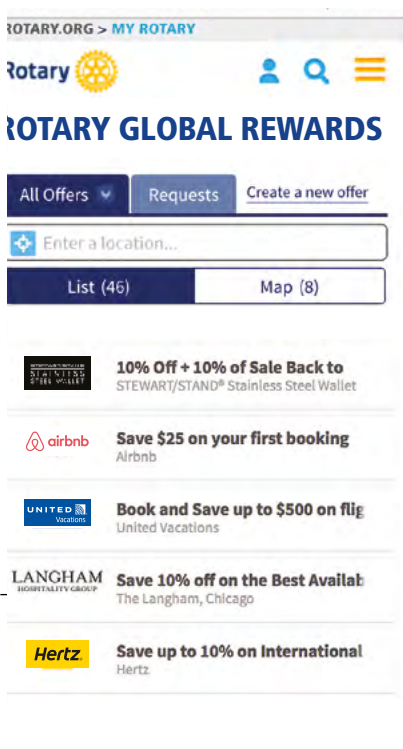 ROTARY.ORG > MY ROTARY
Rotary
ROTARY GLOBAL REWARDS
All Offers
Requests
Create a new offer
Enter a location...
List (46)
Map (8)
STAINLESS
STEEL WALLET
10% Off + 10% of Sale Back to
STEWART/STAND® Stainless Steel Wallet
airbnb
Save $25 on your first booking
Airbnb
UNITED
Vacations
Book and Save up to $500 on flig
United Vacations
LANGHAM
HOSPITALITY GROUP
Save 10% off on the Best Availab
The Langham, Chicago
Hertz.
Save up to 10% on International
Hertz